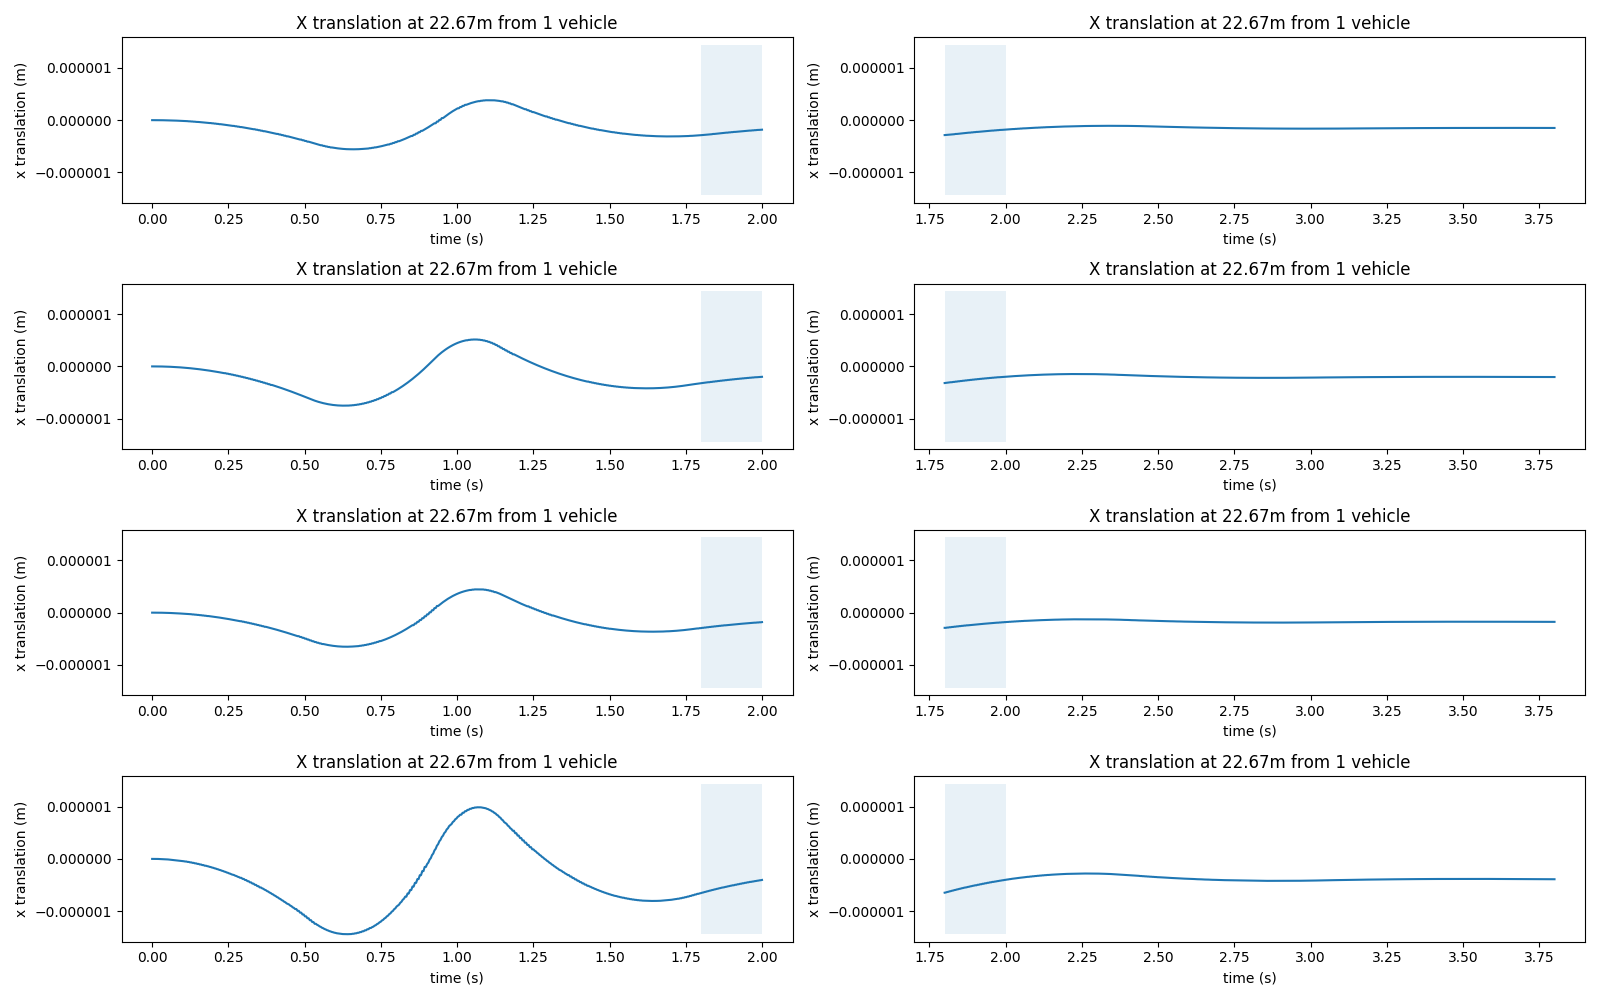 X translation at 22.67m from 1 vehicle
x translation (m)
0.000001
0.000000
−0.000001
0.00 0.25 0.50 0.75 1.00 1.25 1.50 1.75 2.00
time (s)
X translation at 22.67m from 1 vehicle
x translation (m)
0.000001
0.000000
−0.000001
1.75 2.00 2.25 2.50 2.75 3.00 3.25 3.50 3.75
time (s)
X translation at 22.67m from 1 vehicle
x translation (m)
0.000001
0.000000
−0.000001
0.00 0.25 0.50 0.75 1.00 1.25 1.50 1.75 2.00
time (s)
X translation at 22.67m from 1 vehicle
x translation (m)
0.000001
0.000000
−0.000001
1.75 2.00 2.25 2.50 2.75 3.00 3.25 3.50 3.75
time (s)
X translation at 22.67m from 1 vehicle
x translation (m)
0.000001
0.000000
−0.000001
0.00 0.25 0.50 0.75 1.00 1.25 1.50 1.75 2.00
time (s)
X translation at 22.67m from 1 vehicle
x translation (m)
0.000001
0.000000
−0.000001
1.75 2.00 2.25 2.50 2.75 3.00 3.25 3.50 3.75
time (s)
X translation at 22.67m from 1 vehicle
x translation (m)
0.000001
0.000000
−0.000001
0.00 0.25 0.50 0.75 1.00 1.25 1.50 1.75 2.00
time (s)
X translation at 22.67m from 1 vehicle
x translation (m)
0.000001
0.000000
−0.000001
1.75 2.00 2.25 2.50 2.75 3.00 3.25 3.50 3.75
time (s)